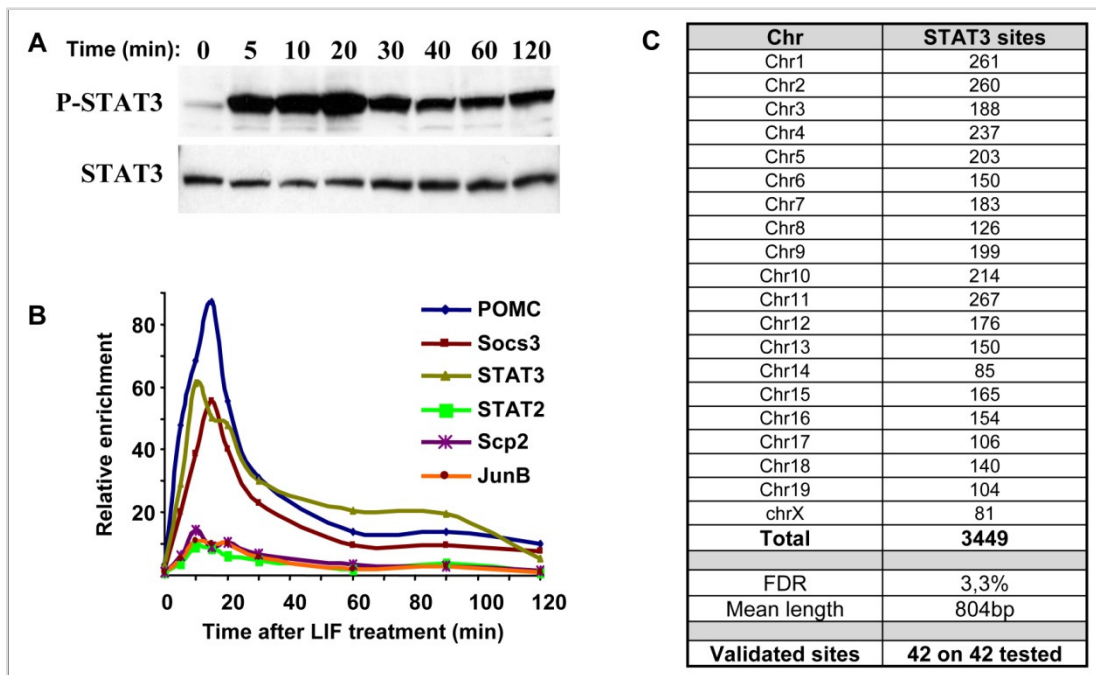 A
Time (min): 0 5 10 20 30 40 60 120
P-STAT3
STAT3
B
Relative enrichment
80
60
40
20
0 20 40 60 80 100 120
Time after LIF treatment (min)
POMC
Socs3
STAT3
STAT2
Scp2
JunB
C
Chr STAT3 sites
Chr1 261
Chr2 260
Chr3 188
Chr4 237
Chr5 203
Chr6 150
Chr7 183
Chr8 126
Chr9 199
Chr10 214
Chr11 267
Chr12 176
Chr13 150
Chr14 85
Chr15 165
Chr16 154
Chr17 106
Chr18 140
Chr19 104
chrX 81
Total 3449
FDR 3,3%
Mean length 804bp
Validated sites 42 on 42 tested